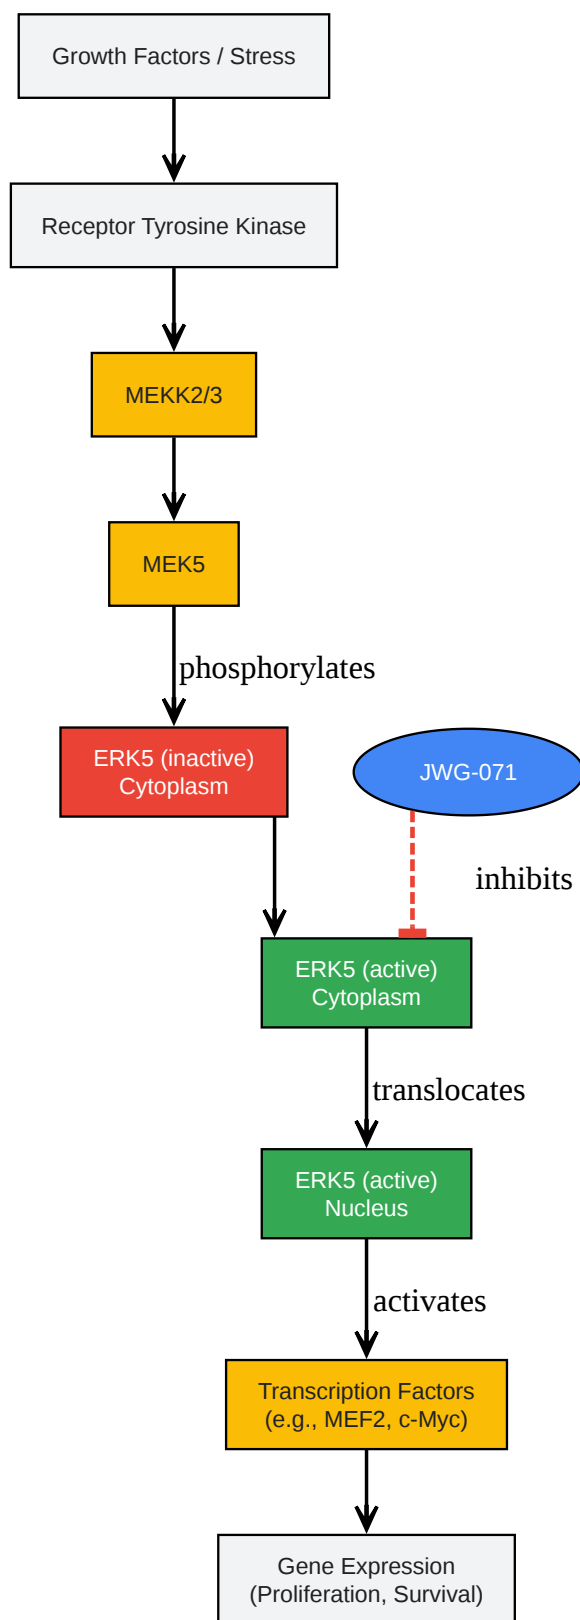 Growth Factors / Stress
Receptor Tyrosine Kinase
MEKK2/3
MEK5
phosphorylates
ERK5 (inactive)
Cytoplasm
JWG-071
inhibits
ERK5 (active)
Cytoplasm
translocates
ERK5 (active)
Nucleus
activates
Transcription Factors
(e.g., MEF2, c-Myc)
Gene Expression
(Proliferation, Survival)